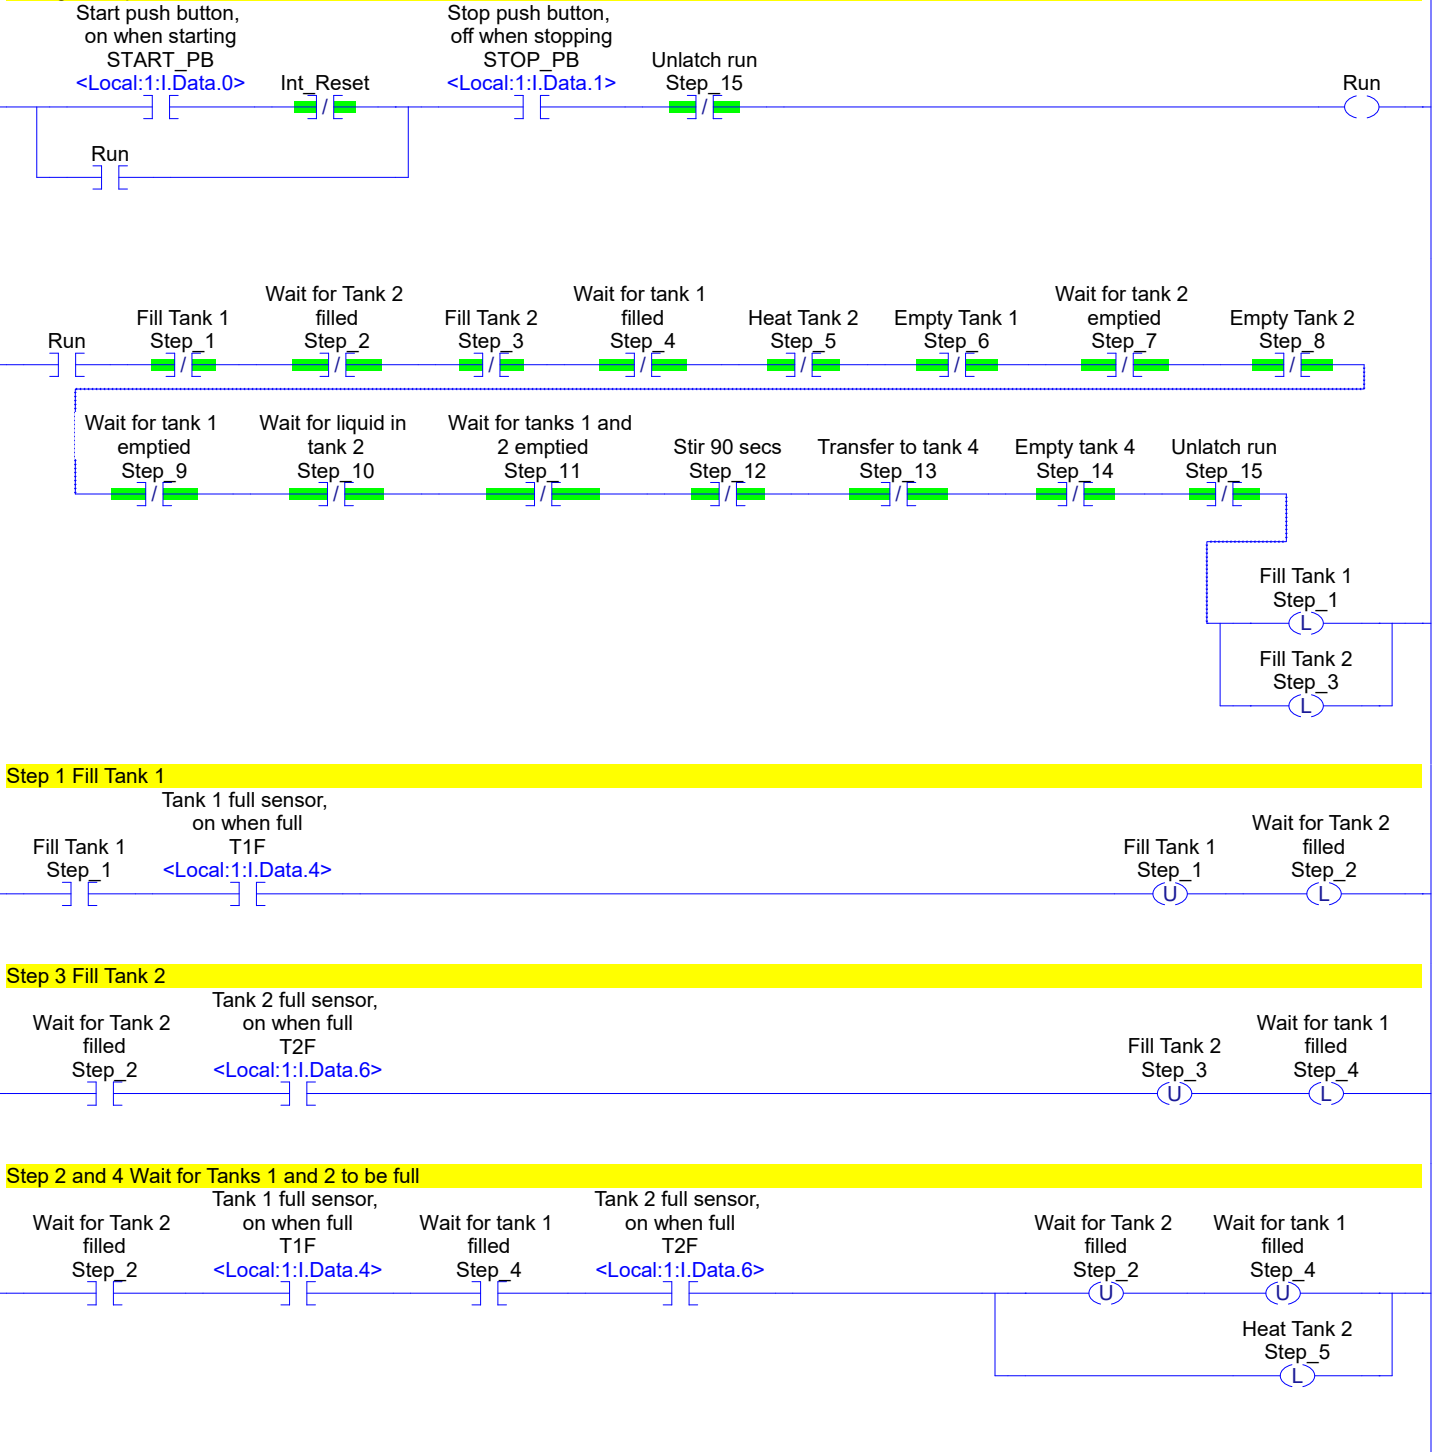 Start push button,
on when starting
START_PB
<Local:1:I.Data.0>
Int_Reset
Stop push button,
off when stopping
STOP_PB
<Local:1:I.Data.1>
Unlatch run
Step_15
Run
/
/
Run
Run
Fill Tank 1
Step_1
Wait for Tank 2
filled
Step_2
Fill Tank 2
Step_3
Wait for tank 1
filled
Step_4
Heat Tank 2
Step_5
Empty Tank 1
Step_6
Wait for tank 2
emptied
Step_7
Empty Tank 2
Step_8
/
/
/
/
/
/
/
/
Wait for tank 1
emptied
Step_9
Wait for liquid in
tank 2
Step_10
Wait for tanks 1 and
2 emptied
Step_11
Stir 90 secs
Step_12
Transfer to tank 4
Step_13
Empty tank 4
Step_14
Unlatch run
Step_15
/
/
/
/
/
/
/
Fill Tank 1
Step_1
L
Fill Tank 2
Step_3
L
Step 1 Fill Tank 1
Fill Tank 1
Step_1
Tank 1 full sensor,
on when full
T1F
<Local:1:I.Data.4>
Fill Tank 1
Step_1
U
Wait for Tank 2
filled
Step_2
L
Step 3 Fill Tank 2
Wait for Tank 2
filled
Step_2
Tank 2 full sensor,
on when full
T2F
<Local:1:I.Data.6>
Fill Tank 2
Step_3
U
Wait for tank 1
filled
Step_4
L
Step 2 and 4 Wait for Tanks 1 and 2 to be full
Wait for Tank 2
filled
Step_2
Tank 1 full sensor,
on when full
T1F
<Local:1:I.Data.4>
Wait for tank 1
filled
Step_4
Tank 2 full sensor,
on when full
T2F
<Local:1:I.Data.6>
Wait for Tank 2
filled
Step_2
U
Wait for tank 1
filled
Step_4
U
Heat Tank 2
Step_5
L